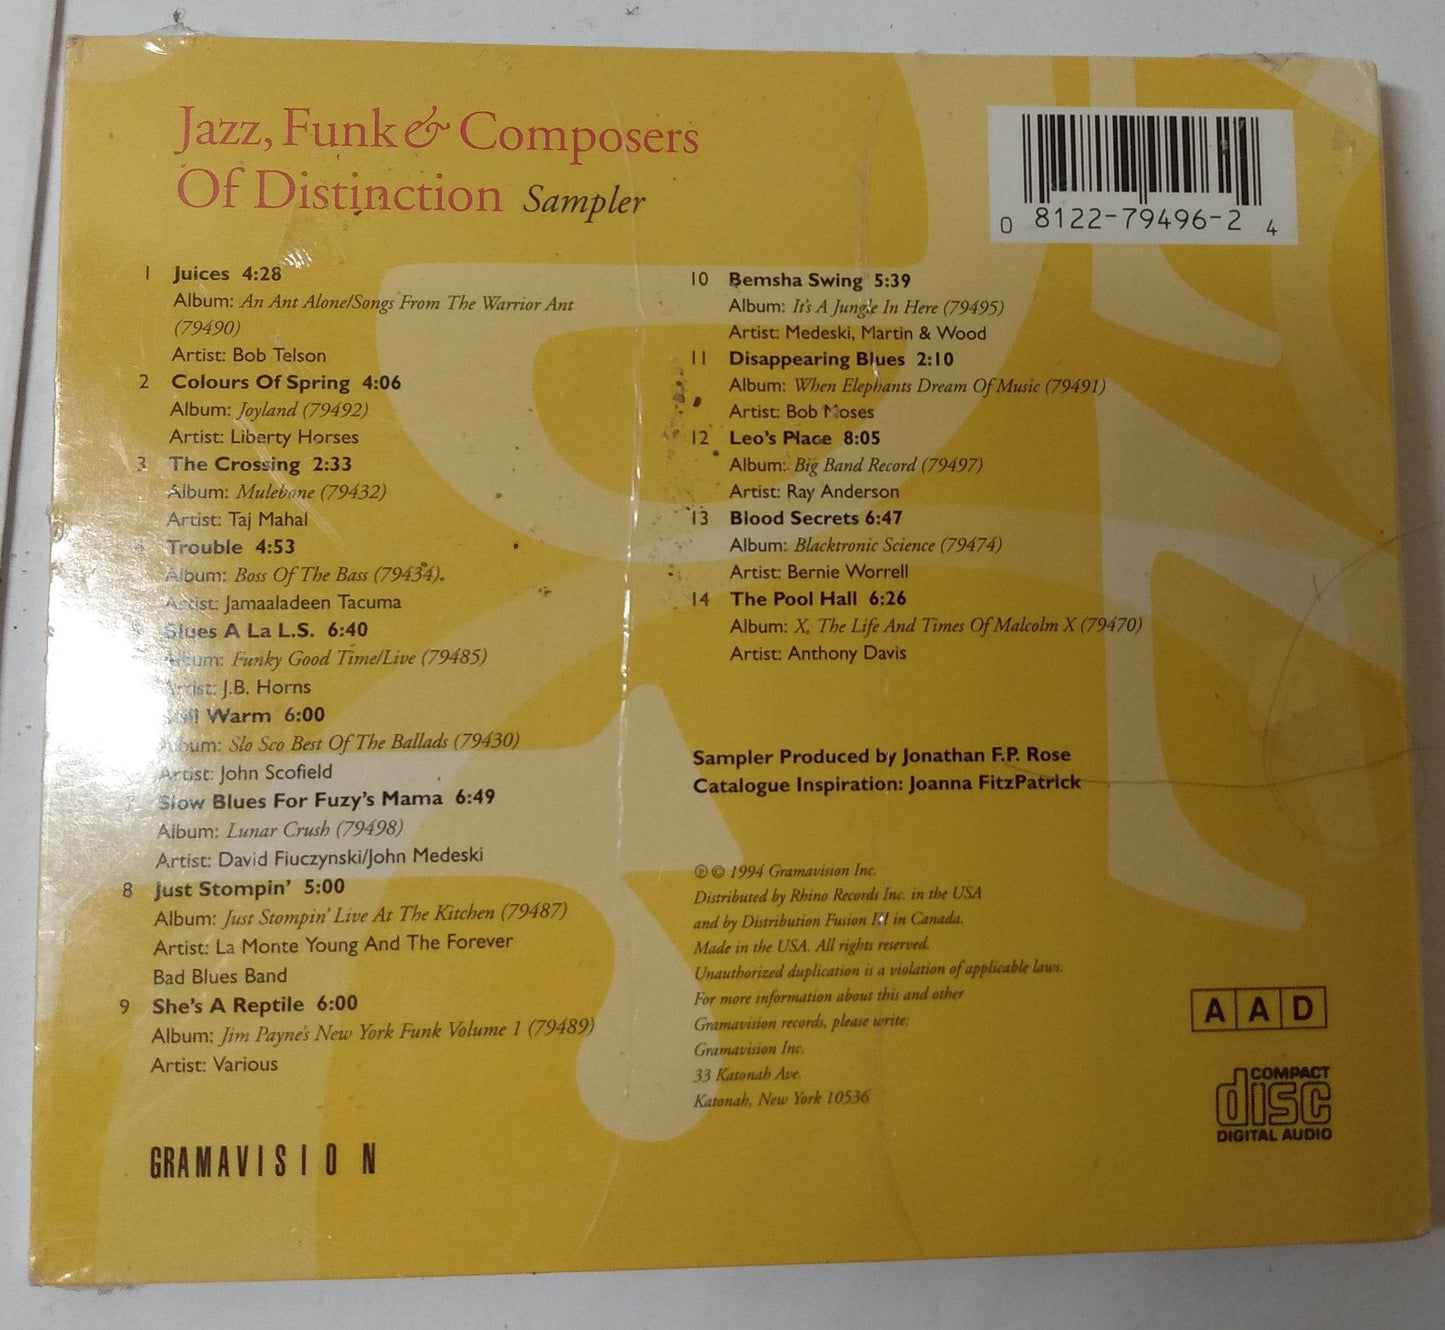 Jazz, Funk & Composers
Of Distinction Sampler
0 81227-79496-2 4
1 Juices 4:28
Album: An Ant Alone/Songs From The Warrior Ant
(79490)
Artist: Bob Telson
2 Colours Of Spring 4:06
Album: Joyland (79492)
Artist: Liberty Horses
3 The Crossing 2:33
Album: Mulebone (79432)
Artist: Taj Mahal
4 Trouble 4:53
Album: Boss Of The Bass (79434).
Artist: Jamaaladeen Tacuma
Blues A La L.S. 6:40
Album: Funky Good Time/Live (79485)
Artist: J.B. Horns
Still Warm 6:00
Album: Slo Sco Best Of The Ballads (79430)
Artist: John Scofield
7 Slow Blues For Fuzy's Mama 6:49
Album: Lunar Crush (79498)
Artist: David Fiuczynski/John Medeski
8 Just Stompin' 5:00
Album: Just Stompin' Live At The Kitchen (79487)
Artist: La Monte Young And The Forever
Bad Blues Band
9 She's A Reptile 6:00
Album: Jim Payne's New York Funk Volume 1 (79489)
Artist: Various
GRAMAVISION
10 Bemsha Swing 5:39
Album: It's A Jungle In Here (79495)
Artist: Medeski, Martin & Wood
11 Disappearing Blues 2:10
Album: When Elephants Dream Of Music (79491)
Artist: Bob Moses
12 Leo's Place 8:05
Album: Big Band Record (79497)
Artist: Ray Anderson
13 Blood Secrets 6:47
Album: Blacktronic Science (79474)
Artist: Bernie Worrell
14 The Pool Hall 6:26
Album: X, The Life And Times Of Malcolm X (79470)
Artist: Anthony Davis
Sampler Produced by Jonathan F.P. Rose
Catalogue Inspiration: Joanna FitzPatrick
℗ © 1994 Gramavision Inc.
Distributed by Rhino Records Inc. in the USA
and by Distribution Fusion III in Canada.
Made in the USA. All rights reserved.
Unauthorized duplication is a violation of applicable laws.
For more information about this and other
Gramavision records, please write:
Gramavision Inc.
33 Katonah Ave.
Katonah, New York 10536
AAD
COMPACT
disc
DIGITAL AUDIO